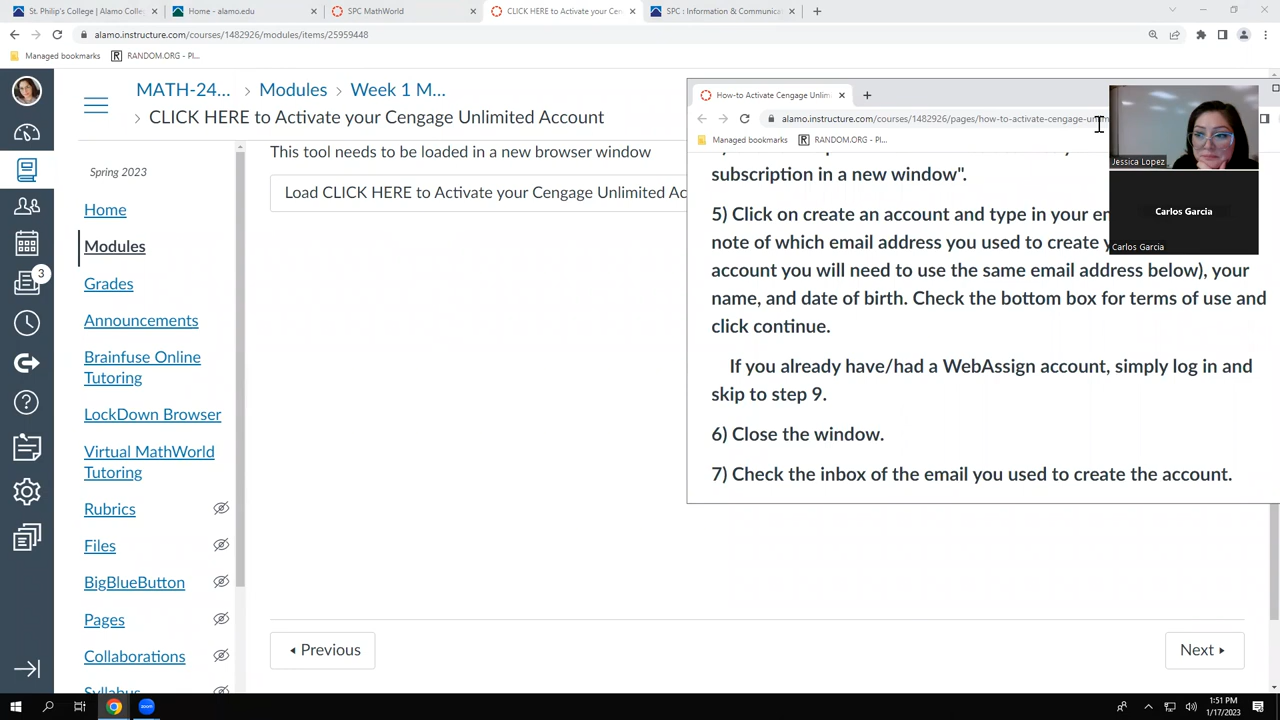 St. Philip's College | Alamo Colle
Home - alamo.edu
SPC MathWorld
CLICK HERE to Activate your Cen
SPC : Information & Communicat
alamo.instructure.com/courses/1482926/modules/items/25959448
Managed bookmarks
RANDOM.ORG - Pl...
MATH-24... > Modules > Week 1 M...
> CLICK HERE to Activate your Cengage Unlimited Account
Spring 2023
Home
Modules
Grades
Announcements
Brainfuse Online
Tutoring
LockDown Browser
Virtual MathWorld
Tutoring
Rubrics
Files
BigBlueButton
Pages
Collaborations
Syllabus
3
This tool needs to be loaded in a new browser window
Load CLICK HERE to Activate your Cengage Unlimited Ac
Previous
Next
How-to Activate Cengage Unlim
alamo.instructure.com/courses/1482926/pages/how-to-activate-cengage-unlim
Managed bookmarks
RANDOM.ORG - Pl...
subscription in a new window".
5) Click on create an account and type in your em
note of which email address you used to create y
account you will need to use the same email address below), your
name, and date of birth. Check the bottom box for terms of use and
click continue.
If you already have/had a WebAssign account, simply log in and
skip to step 9.
6) Close the window.
7) Check the inbox of the email you used to create the account.
Jessica Lopez
Carlos Garcia
Carlos Garcia
zoom
1:51 PM
1/17/2023